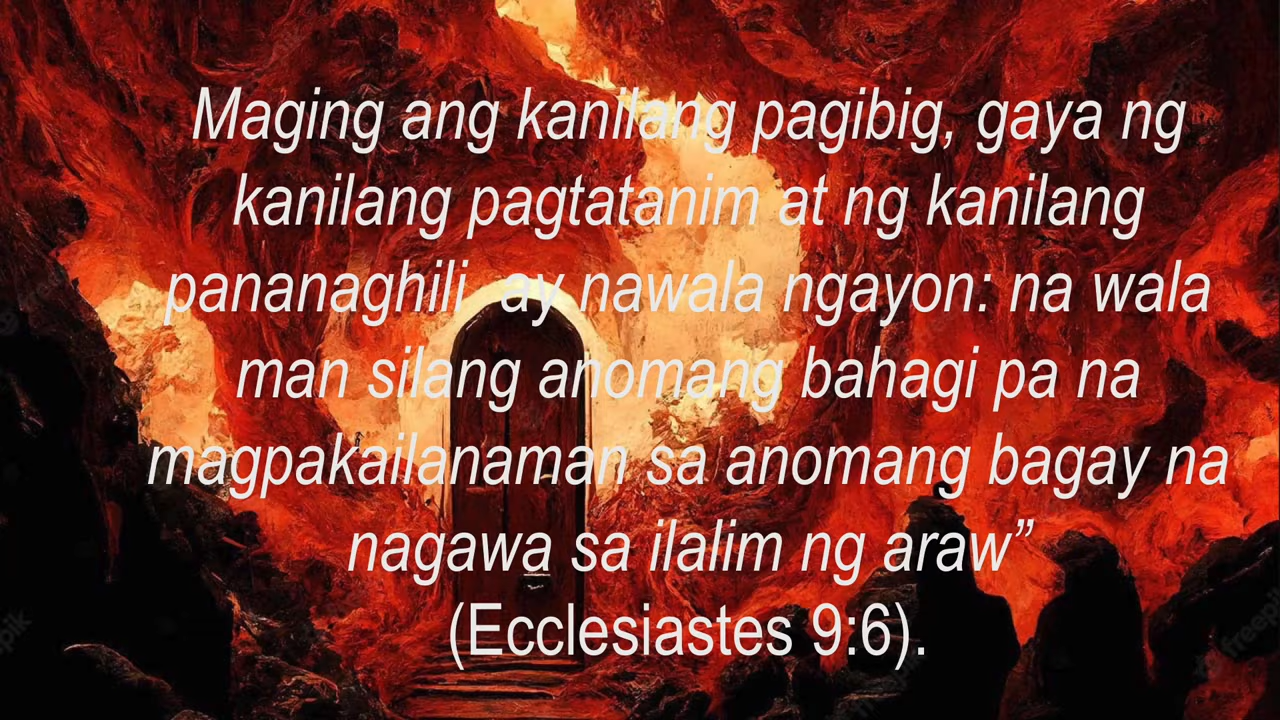 Maging ang kanilang pagibig, gaya ng
kanilang pagtatanim at ng kanilang
pananaghili, ay nawala ngayon: na wala
man silang anomang bahagi pa na
magpakailanaman sa anomang bagay na
nagawa sa ilalim ng araw”
(Ecclesiastes 9:6).